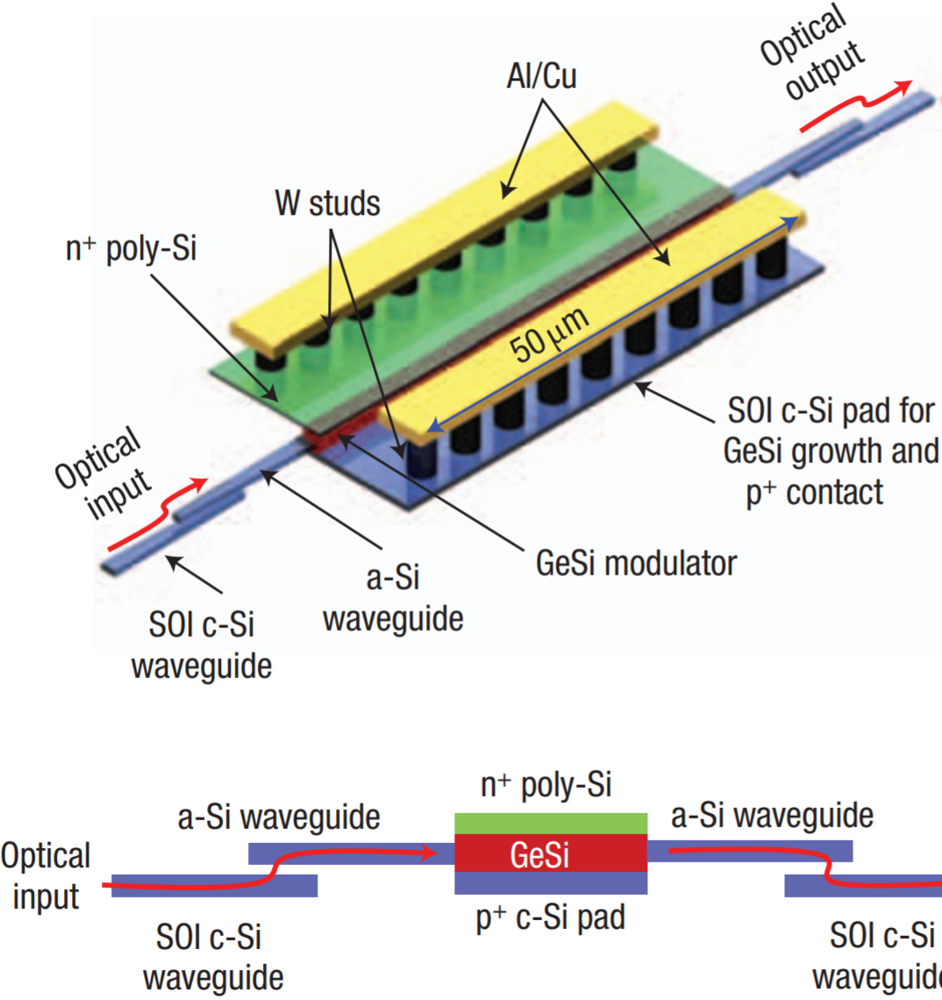 Optical
output
Al/Cu
W studs
n⁺ poly-Si
50 μm
SOI c-Si pad for
GeSi growth and
p⁺ contact
Optical
input
GeSi modulator
a-Si
waveguide
SOI c-Si
waveguide
n⁺ poly-Si
a-Si waveguide
a-Si waveguide
Optical
input
GeSi
p⁺ c-Si pad
SOI c-Si
waveguide
SOI c-Si
waveguide